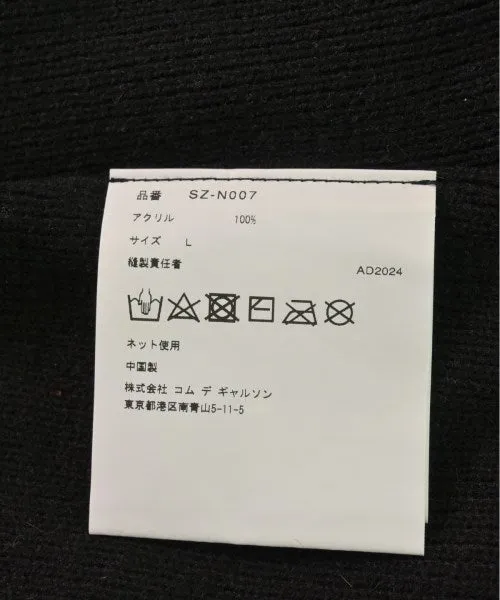 品番 SZ-N007
アクリル 100%
サイズ L
縫製責任者 AD2024
ネット使用
中国製
株式会社 コム デ ギャルソン
東京都港区南青山5-11-5